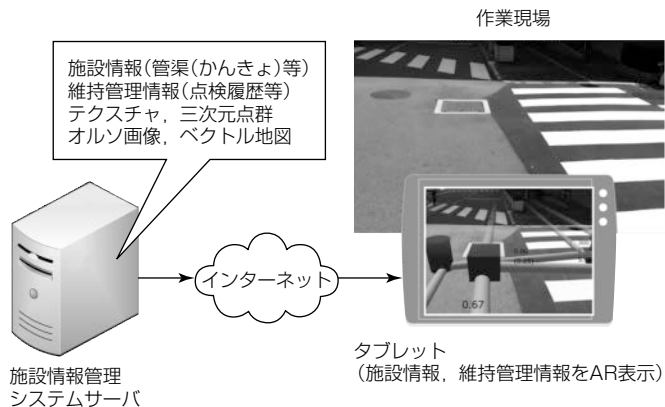 作業現場
施設情報(管渠(かんきょ)等)
維持管理情報(点検履歴等)
テクスチャ，三次元点群
オルソ画像，ベクトル地図
インターネット
0.67
施設情報管理
システムサーバ
タブレット
(施設情報，維持管理情報をAR表示)